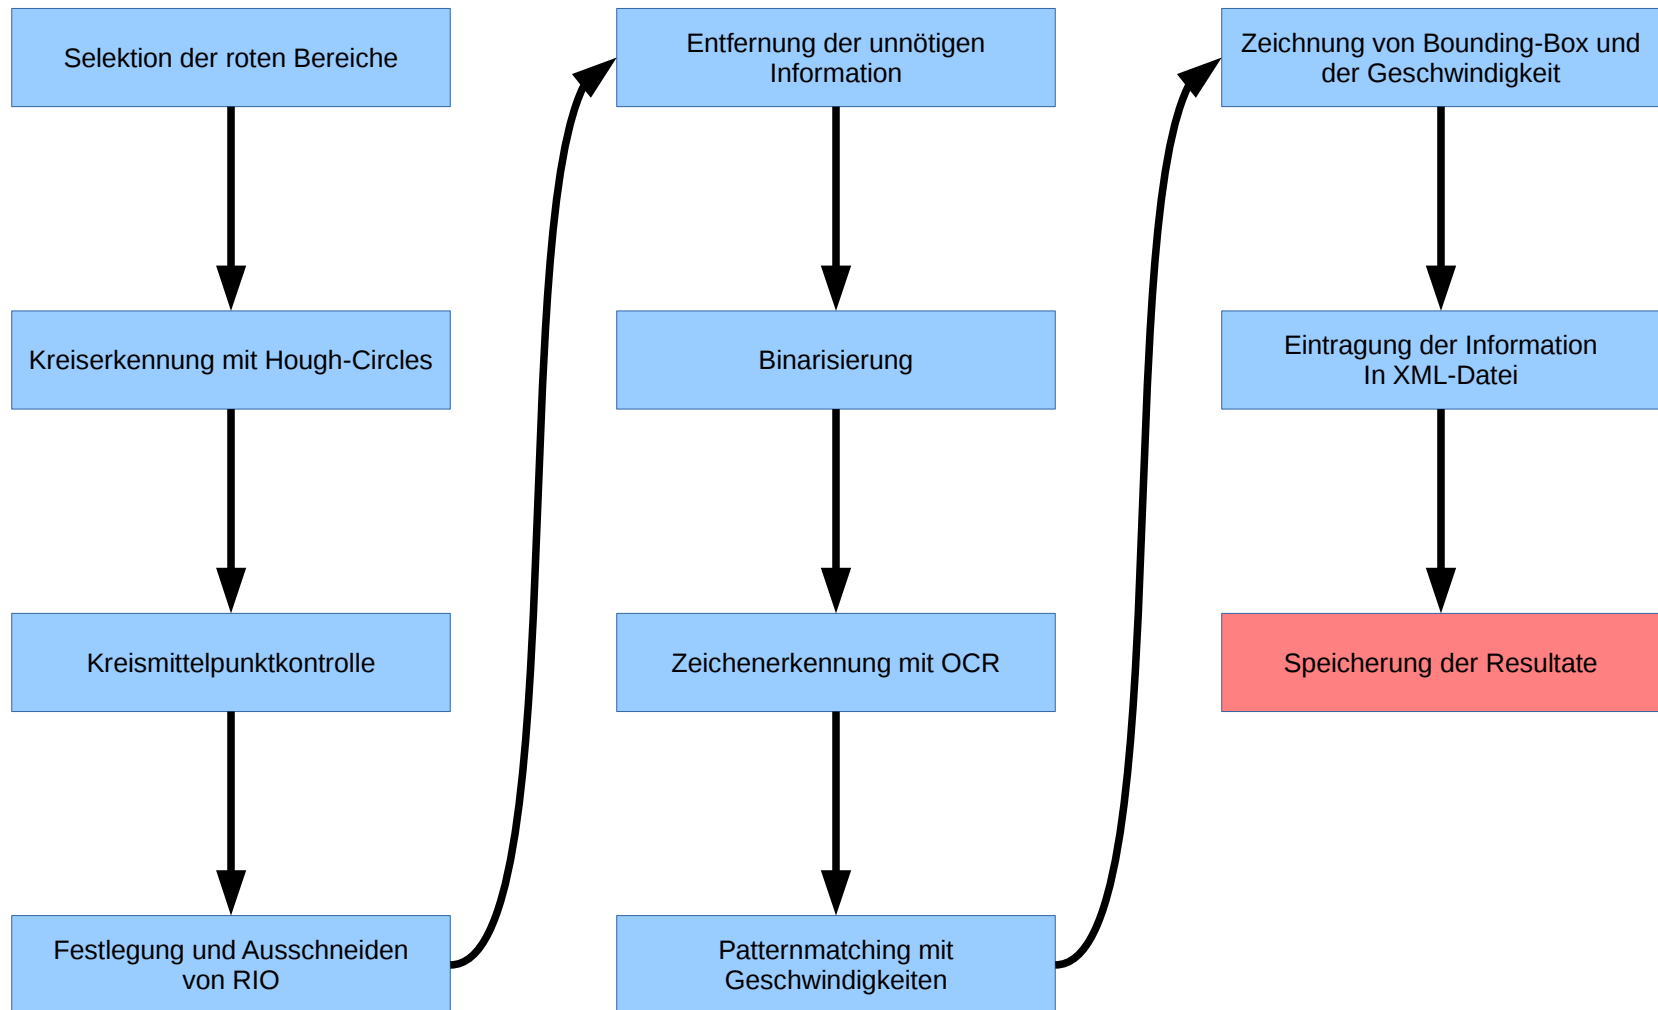 Selektion der roten Bereiche
Kreiserkennung mit Hough-Circles
Kreismittelpunktkontrolle
Festlegung und Ausschneiden
von RIO
Entfernung der unnötigen
Information
Binarisierung
Zeichenerkennung mit OCR
Patternmatching mit
Geschwindigkeiten
Zeichnung von Bounding-Box und
der Geschwindigkeit
Eintragung der Information
In XML-Datei
Speicherung der Resultate